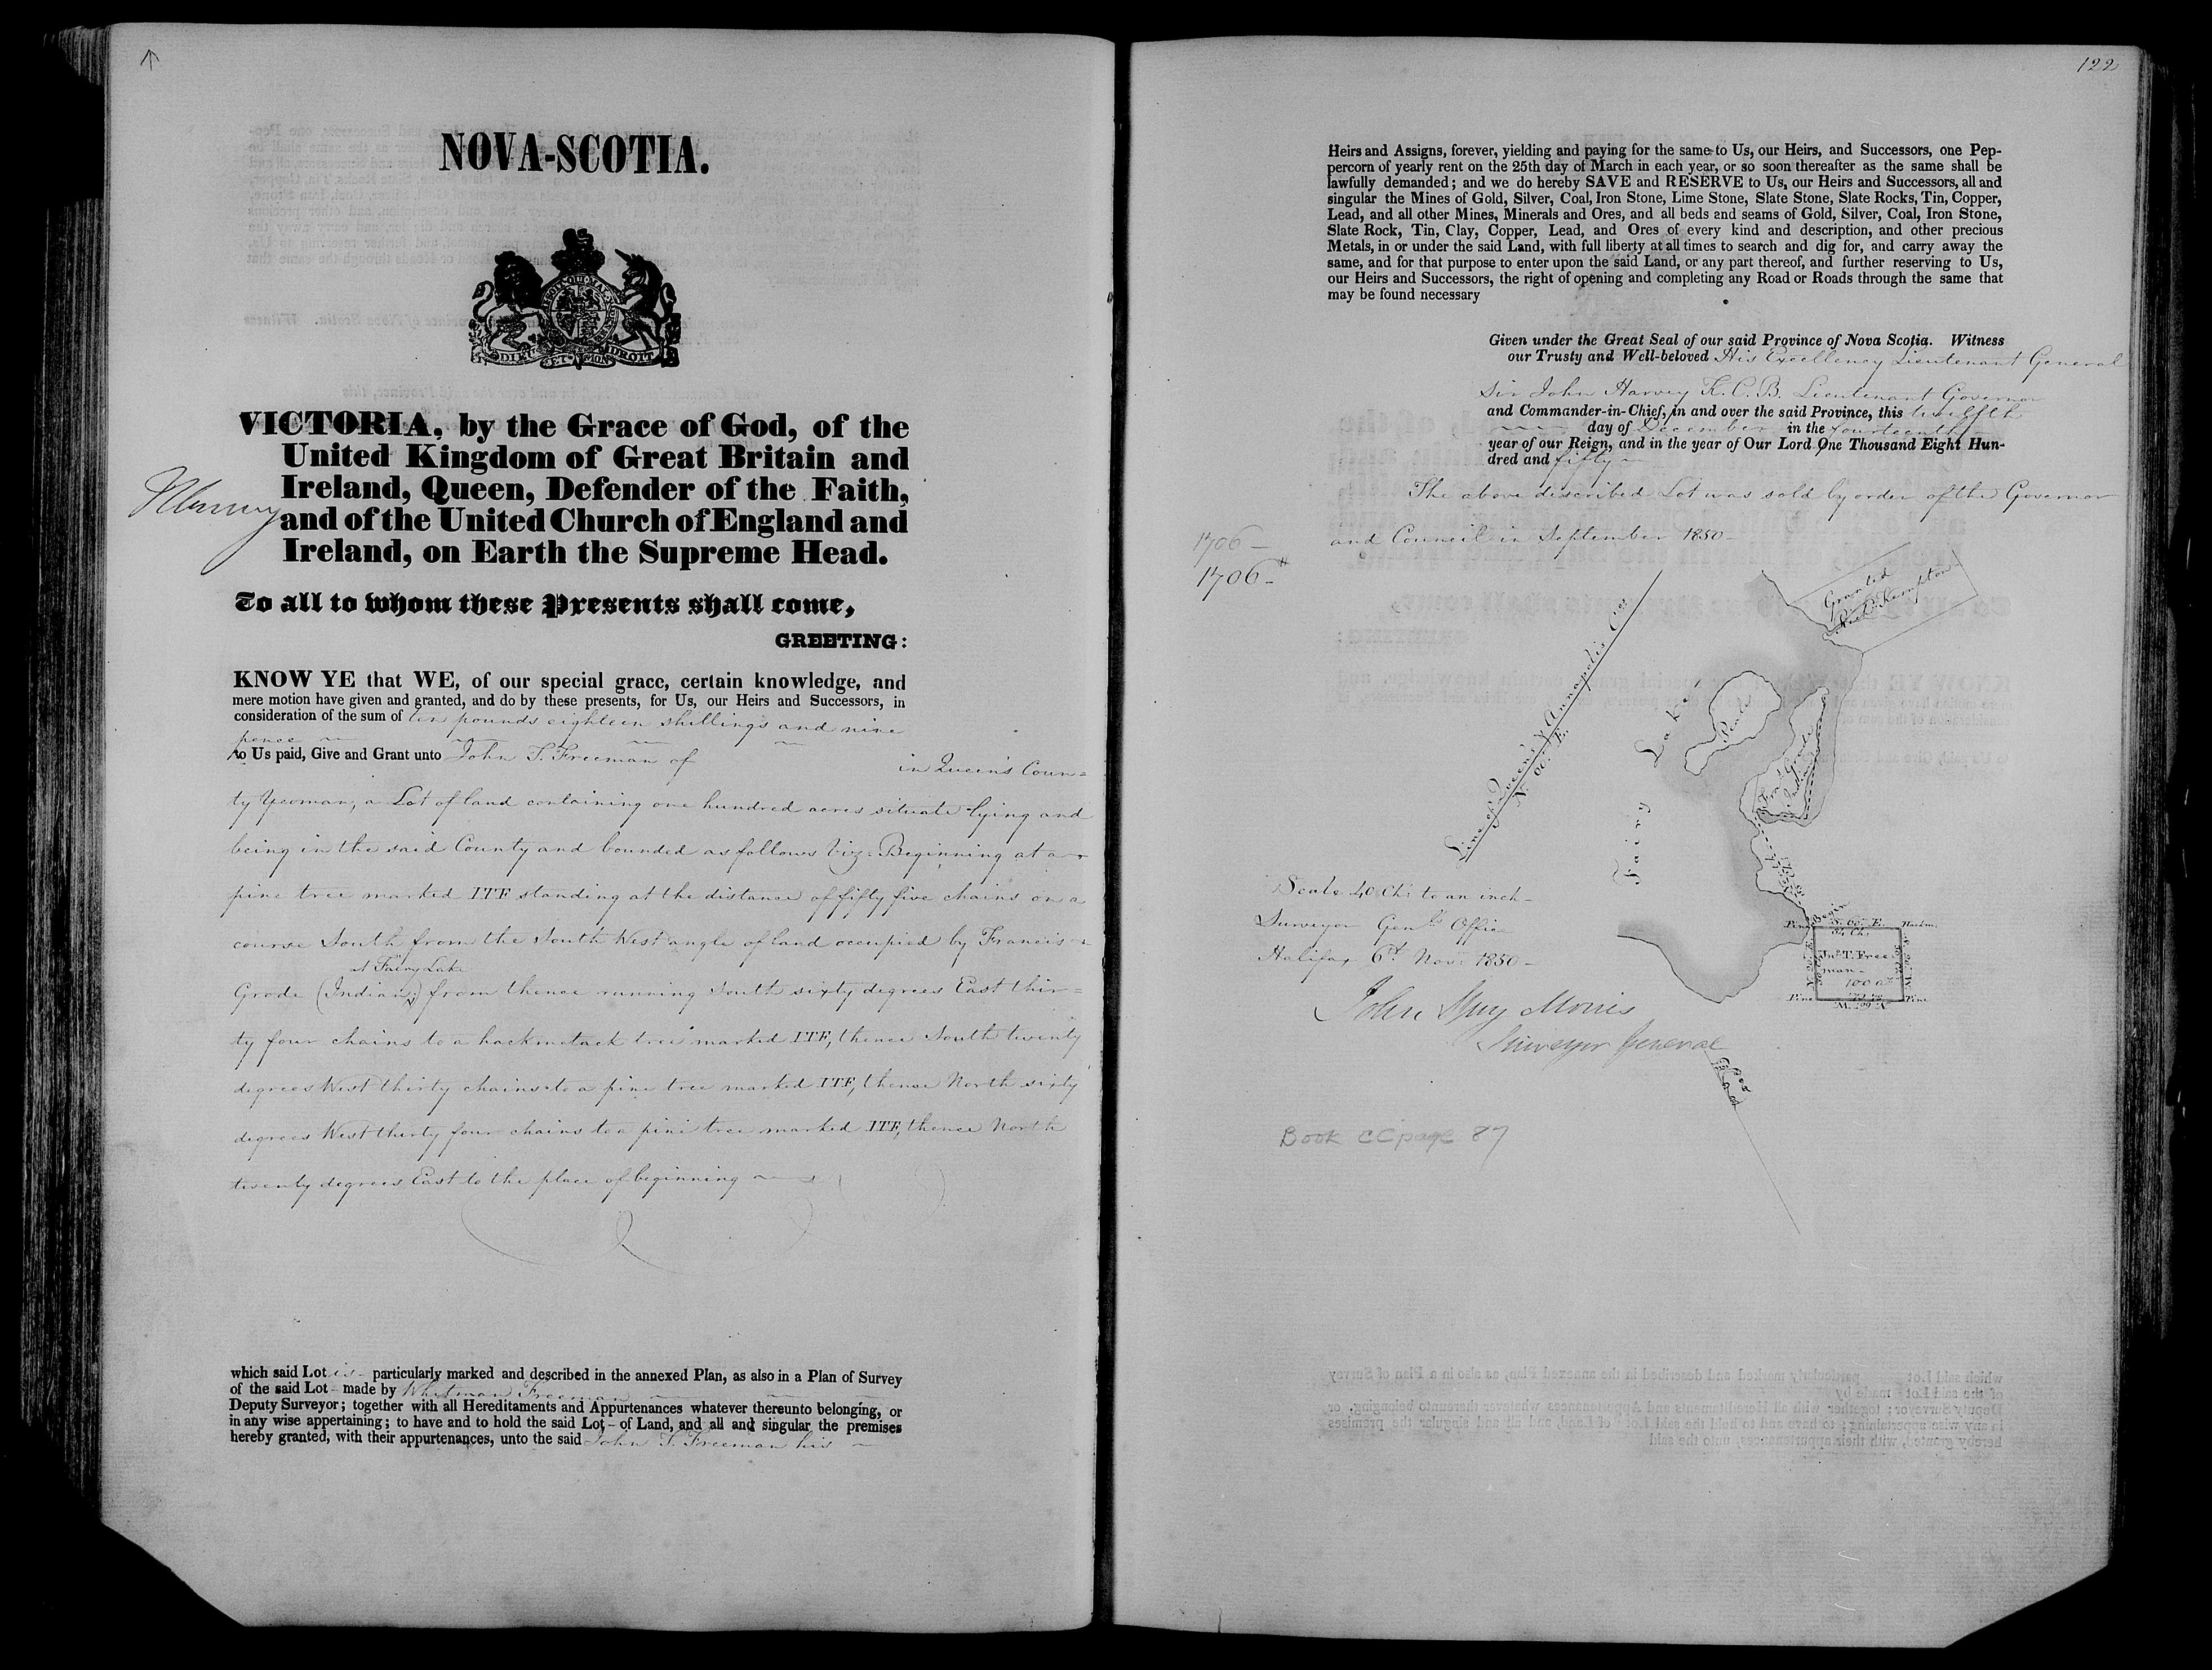 NOVA-SCOTIA.
DIEU ET MON DROIT
VICTORIA, by the Grace of God, of the
United Kingdom of Great Britain and
Ireland, Queen, Defender of the Faith,
and of the United Church of England and
Ireland, on Earth the Supreme Head.
To all to whom these Presents shall come,
GREETING:
KNOW YE that WE, of our special grace, certain knowledge, and
mere motion have given and granted, and do by these presents, for Us, our Heirs and Successors, in
consideration of the sum of ten pounds eighteen shillings and nine
pence
to Us paid, Give and Grant unto John T. Freeman of in Queen's Coun=
ty Yeoman, a Lot of land containing one hundred acres situate lying and
being in the said County and bounded as follows Viz: Beginning at a
pine tree marked ITF standing at the distance of fifty five chains on a
course South from the South West angle of land occupied by Francis
at Fairy Lake
Grode (Indian) from thence running South sixty degrees East thir=
ty four chains to a hackmetack tree marked ITF, thence South twenty
degrees West thirty chains to a pine tree marked ITF, thence North sixty
degrees West thirty four chains to a pine tree marked ITF, thence North
twenty degrees East to the place of beginning
which said Lot is particularly marked and described in the annexed Plan, as also in a Plan of Survey
of the said Lot made by Whitman Freeman
Deputy Surveyor; together with all Hereditaments and Appurtenances whatever thereunto belonging, or
in any wise appertaining; to have and to hold the said Lot of Land, and all and singular the premises
hereby granted, with their appurtenances, unto the said John T. Freeman his
122
Heirs and Assigns, forever, yielding and paying for the same to Us, our Heirs, and Successors, one Pep-
percorn of yearly rent on the 25th day of March in each year, or so soon thereafter as the same shall be
lawfully demanded; and we do hereby SAVE and RESERVE to Us, our Heirs and Successors, all and
singular the Mines of Gold, Silver, Coal, Iron Stone, Lime Stone, Slate Stone, Slate Rocks, Tin, Copper,
Lead, and all other Mines, Minerals and Ores, and all beds and seams of Gold, Silver, Coal, Iron Stone,
Slate Rock, Tin, Clay, Copper, Lead, and Ores of every kind and description, and other precious
Metals, in or under the said Land, with full liberty at all times to search and dig for, and carry away the
same, and for that purpose to enter upon the said Land, or any part thereof, and further reserving to Us,
our Heirs and Successors, the right of opening and completing any Road or Roads through the same that
may be found necessary
Given under the Great Seal of our said Province of Nova Scotia. Witness
our Trusty and Well-beloved His Excellency Lieutenant General
Sir John Harvey K.C.B. Lieutenant Governor
and Commander-in-Chief, in and over the said Province, this twelfth
day of December in the fourteenth
year of our Reign, and in the year of Our Lord One Thousand Eight Hun-
dred and fifty
The above described Lot was sold by order of the Governor
and Council in September 1850
1706
1706
Granted
Line of Queen's & Annapolis Cos
Fairy Lake
Fras Grode
Indian
Scale 40 Chs to an inch
Surveyor Genls Office
Halifax 6th Novr 1850
John Spry Morris
Surveyor General
Begin
Pine
S. 60° E.
34 Ch.
Jno T. Free
man
100 a
Pine
Pine
Book CC page 87